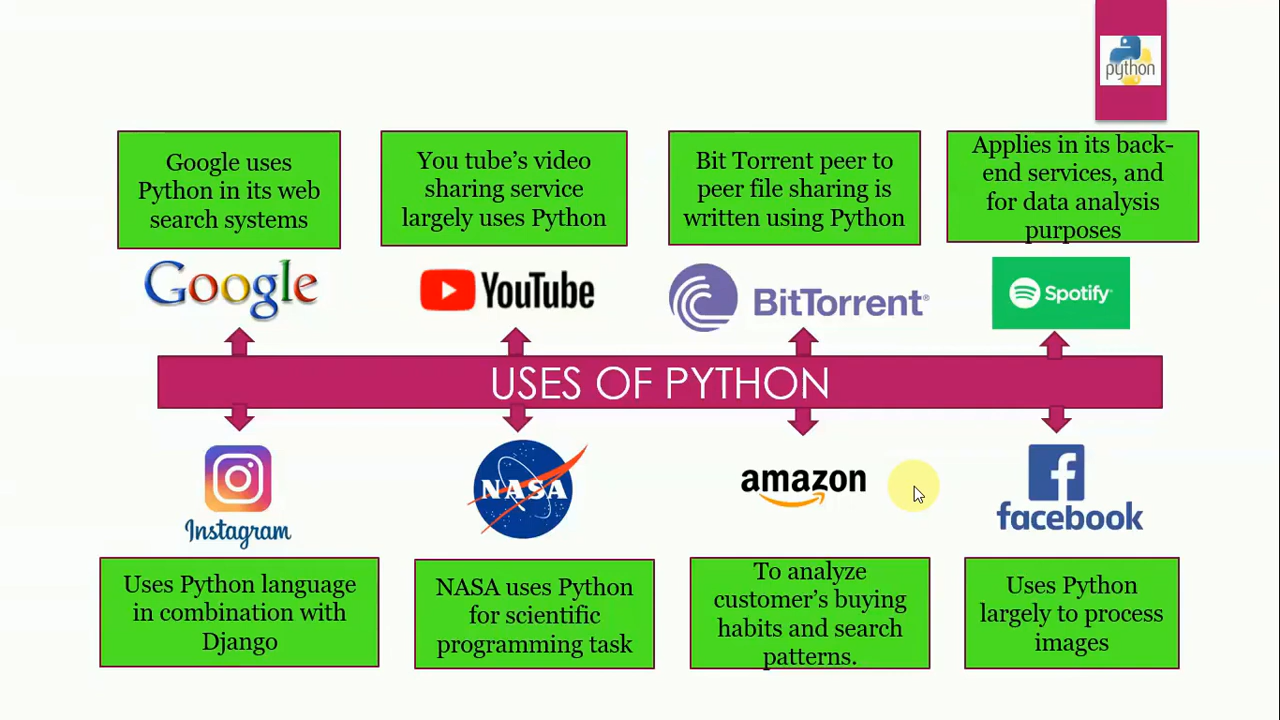 python
Google uses
Python in its web
search systems
You tube’s video
sharing service
largely uses Python
Bit Torrent peer to
peer file sharing is
written using Python
Applies in its back-
end services, and
for data analysis
purposes
Google
YouTube
BitTorrent®
Spotify®
USES OF PYTHON
Instagram
NASA
amazon
facebook
Uses Python language
in combination with
Django
NASA uses Python
for scientific
programming task
To analyze
customer’s buying
habits and search
patterns.
Uses Python
largely to process
images